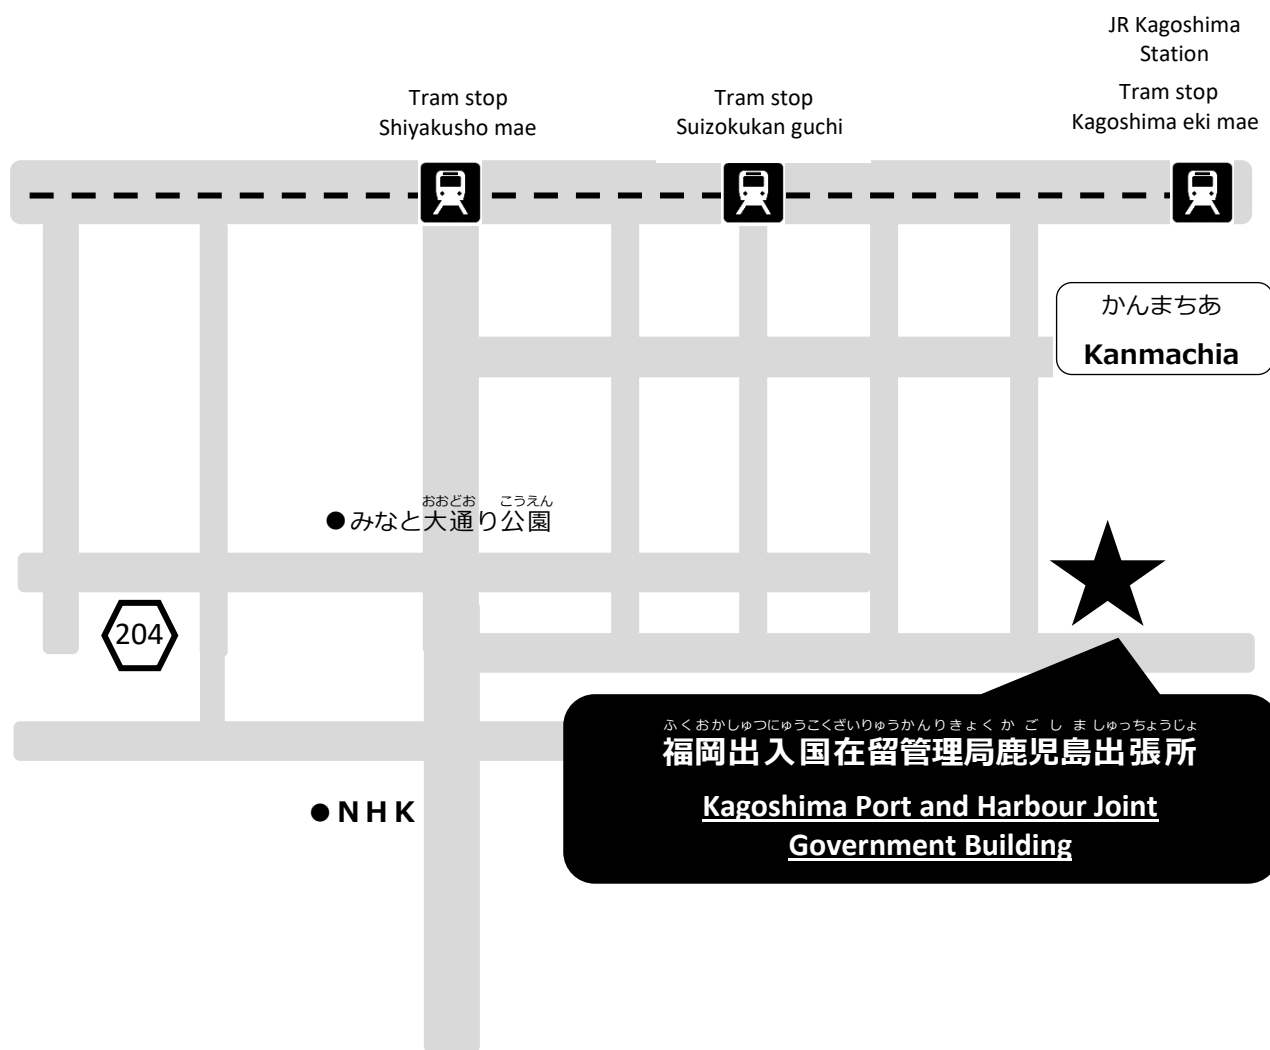 JR Kagoshima
Station
Tram stop
Shiyakusho mae
Tram stop
Suizokukan guchi
Tram stop
Kagoshima eki mae
かんまちあ
Kanmachia
おおどお こうえん
●みなと大通り公園
204
ふくおかしゅつにゅうこくざいりゅうかんりきょくかごしましゅっちょうじょ
福岡出入国在留管理局鹿児島出張所
Kagoshima Port and Harbour Joint
Government Building
●NHK